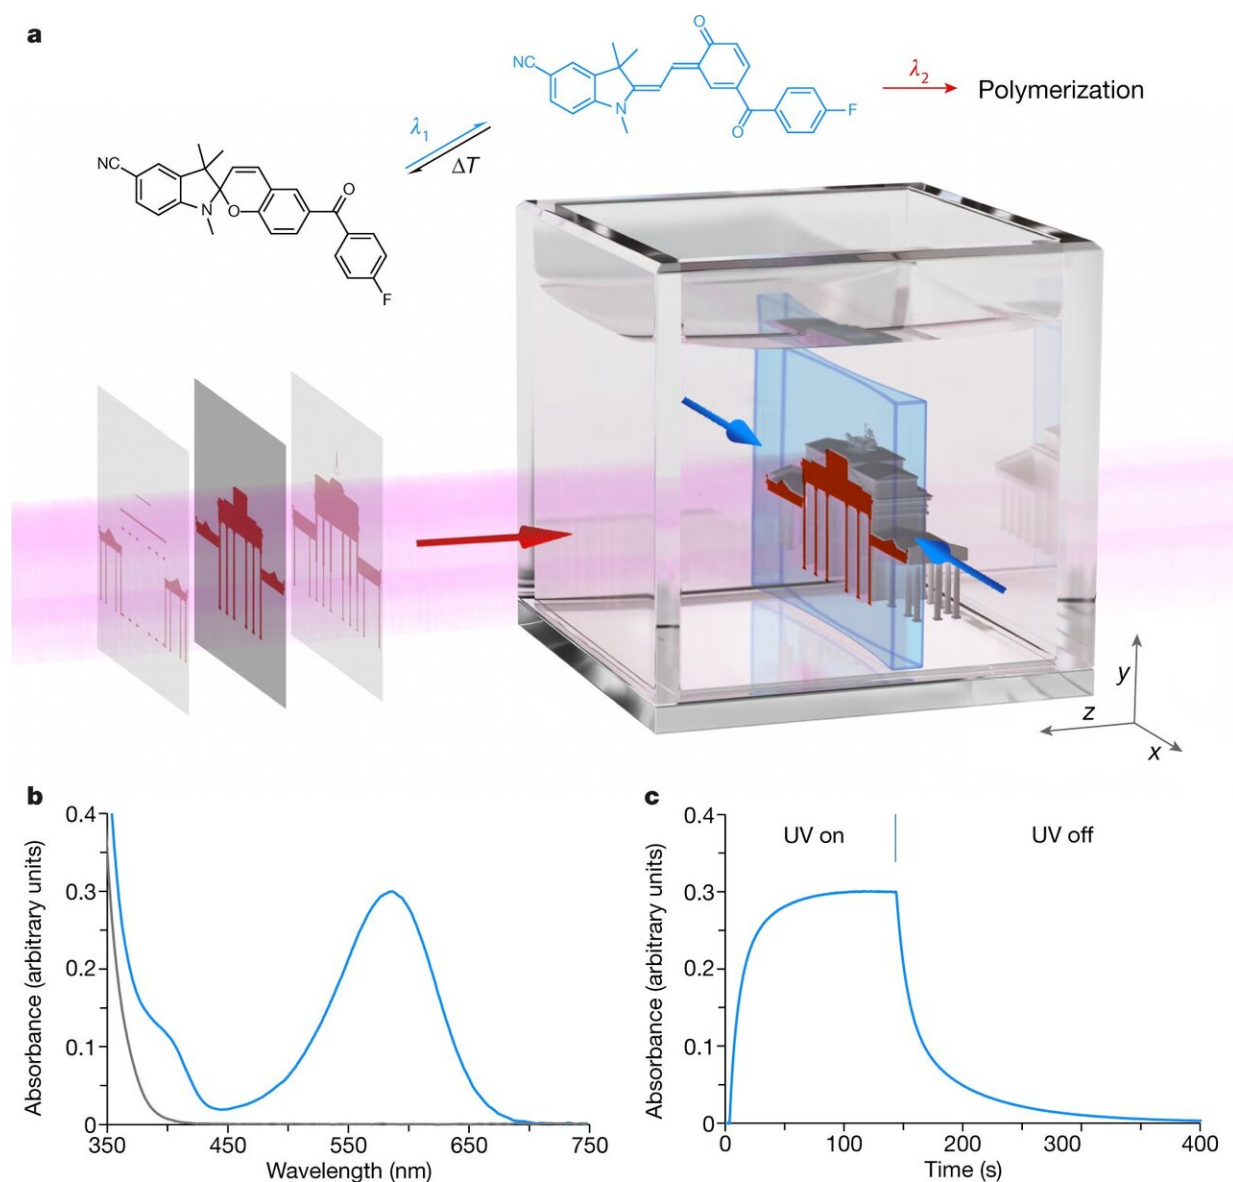 a
O
NC
N
O
F
λ2
Polymerization
λ1
ΔT
NC
N
O
O
F
y
z
x
b
0.4
0.3
0.2
0.1
0
350
450
550
650
750
Absorbance (arbitrary units)
Wavelength (nm)
c
0.4
0.3
0.2
0.1
0
UV on
UV off
0
100
200
300
400
Absorbance (arbitrary units)
Time (s)